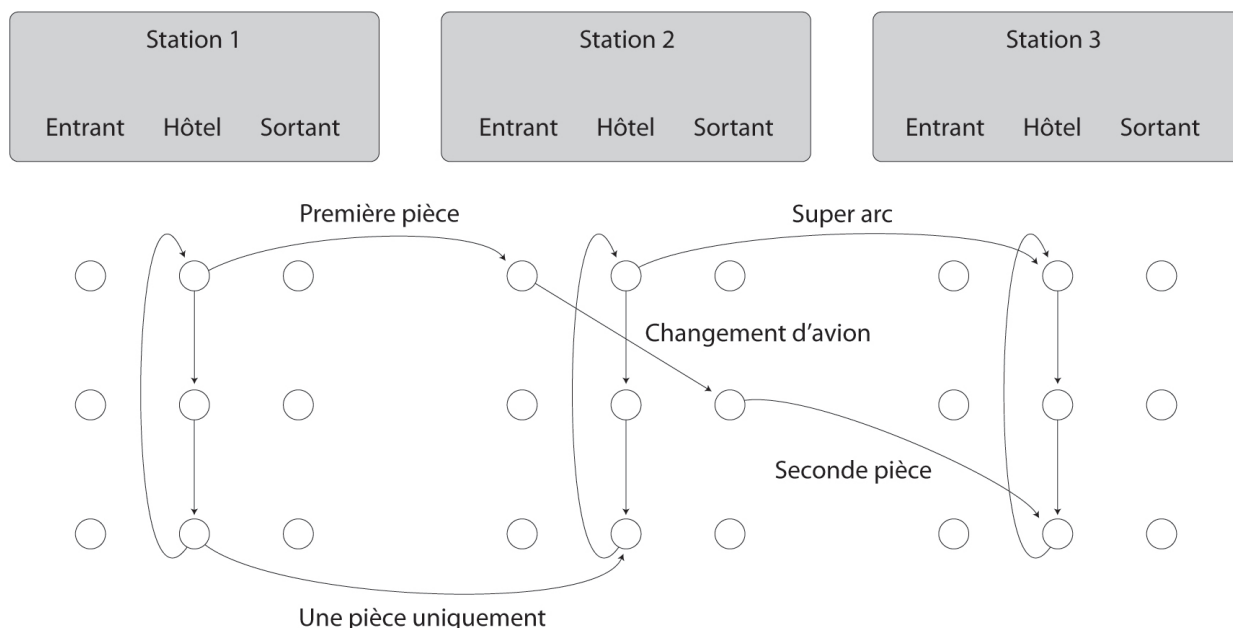 Station 1
Station 2
Station 3
Entrant Hôtel Sortant
Entrant Hôtel Sortant
Entrant Hôtel Sortant
Première pièce
Super arc
Changement d’avion
Seconde pièce
Une pièce uniquement